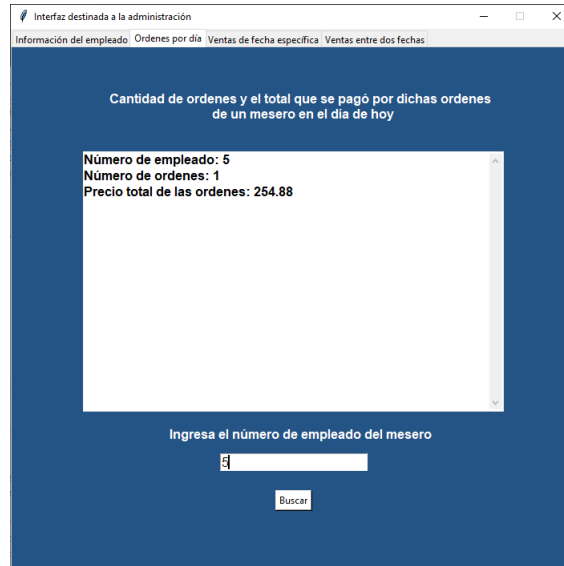 Interfaz destinada a la administración
Información del empleado Ordenes por día Ventas de fecha específica Ventas entre dos fechas
Cantidad de ordenes y el total que se pagó por dichas ordenes
de un mesero en el día de hoy
Número de empleado: 5
Número de ordenes: 1
Precio total de las ordenes: 254.88
Ingresa el número de empleado del mesero
5
Buscar